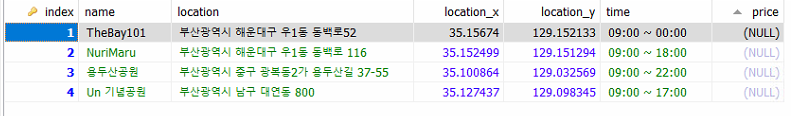 index name location location_x location_y time price
1 TheBay101 부산광역시 해운대구 우1동 동백로52 35.15674 129.152133 09:00 ~ 00:00 (NULL)
2 NuriMaru 부산광역시 해운대구 우1동 동백로 116 35.152499 129.151294 09:00 ~ 18:00 (NULL)
3 용두산공원 부산광역시 중구 광복동2가 용두산길 37-55 35.100864 129.032569 09:00 ~ 22:00 (NULL)
4 Un 기념공원 부산광역시 남구 대연동 800 35.127437 129.098345 09:00 ~ 17:00 (NULL)